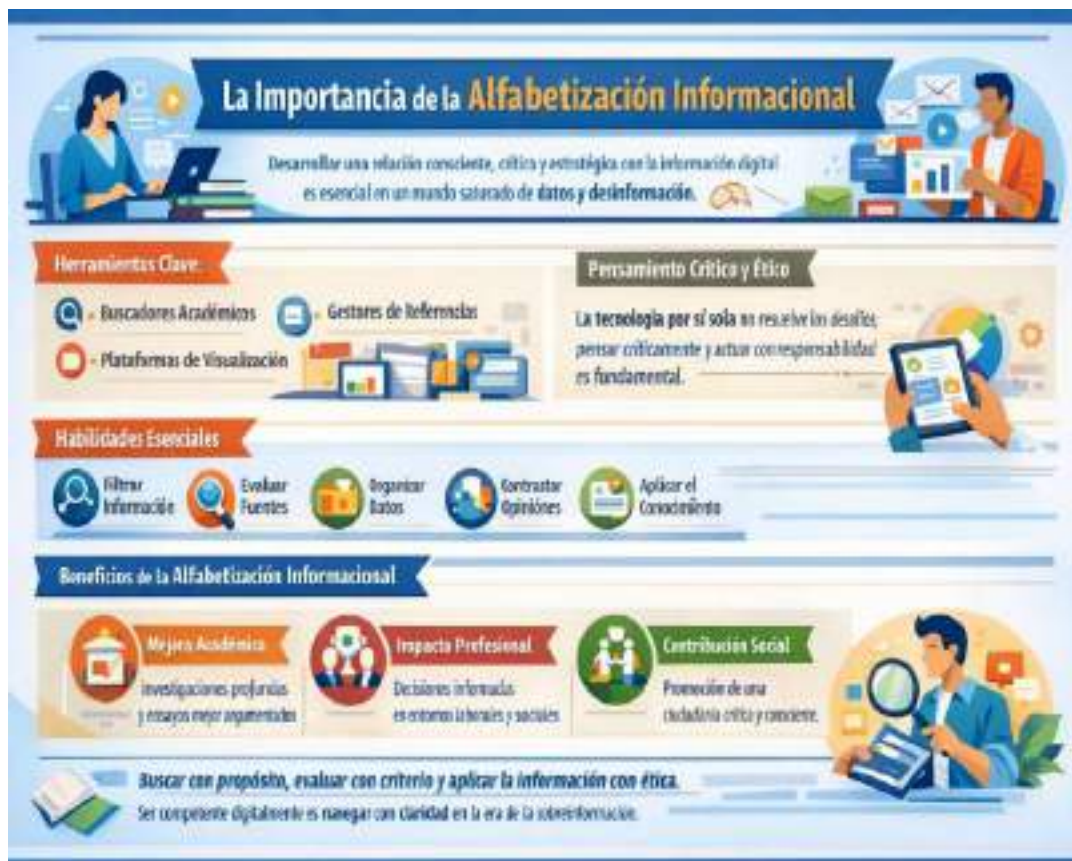 La Importancia de la Alfabetización Informacional
Desarrollar una relación consciente, crítica y estratégica con la información digital
es esencial en un mundo saturado de datos y desinformación.
Herramientas Clave
Pensamiento Crítico y Ético
Buscadores Académicos
Gestores de Referencias
Plataformas de Visualización
La tecnología por sí sola no resuelve los desafíos,
pensar críticamente y actuar con responsabilidad
es fundamental.
Habilidades Esenciales
Filtrar
Información
Evaluar
Fuentes
Organizar
Datos
Contrastar
Opiniónes
Aplicar el
Conocimiento
Beneficios de la Alfabetización Informacional
Mejora Académica
Investigaciones profundas
y ensayos mejor argumentados
Impacto Profesional
Decisiones informadas
en entornos laborales y sociales
Contribución Social
Promoción de una
ciudadanía crítica y consciente.
Buscar con propósito, evaluar con criterio y aplicar la información con ética.
Ser competente digitalmente es navegar con claridad en la era de la sobreinformación.